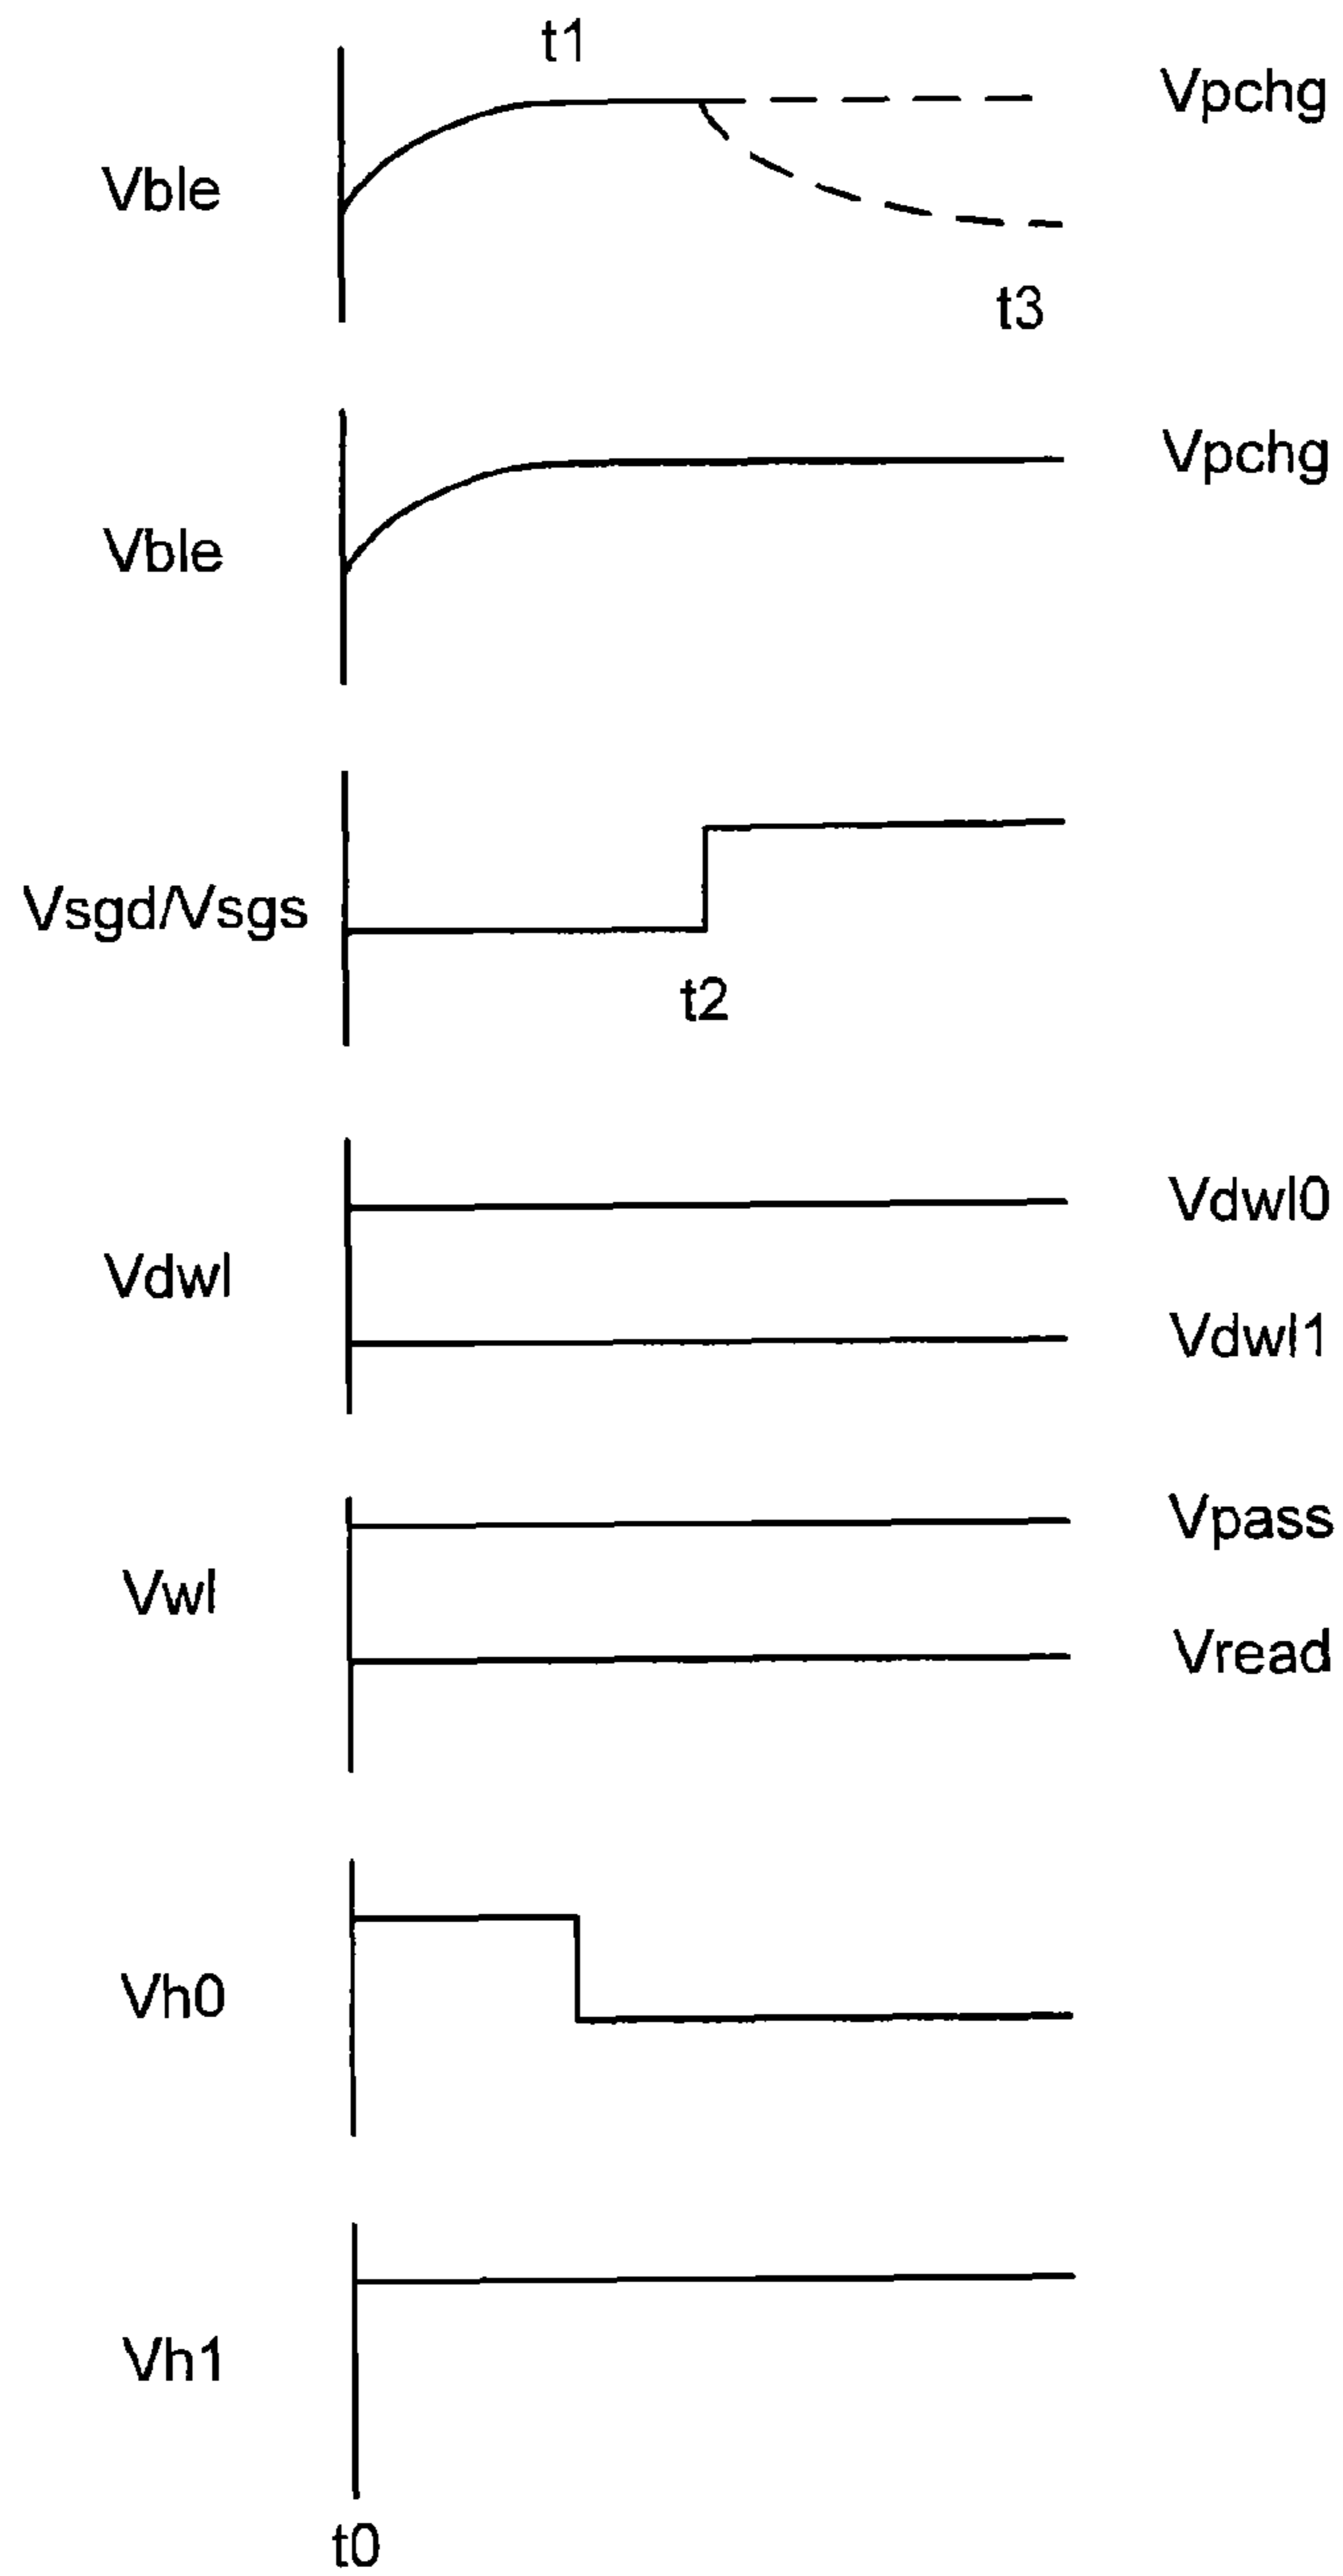 t1
Vpchg
Vble
t3
Vpchg
Vble
Vsgd/Vsgs
t2
Vdwl0
Vdwl
Vdwl1
Vpass
Vwl
Vread
Vh0
Vh1
t0